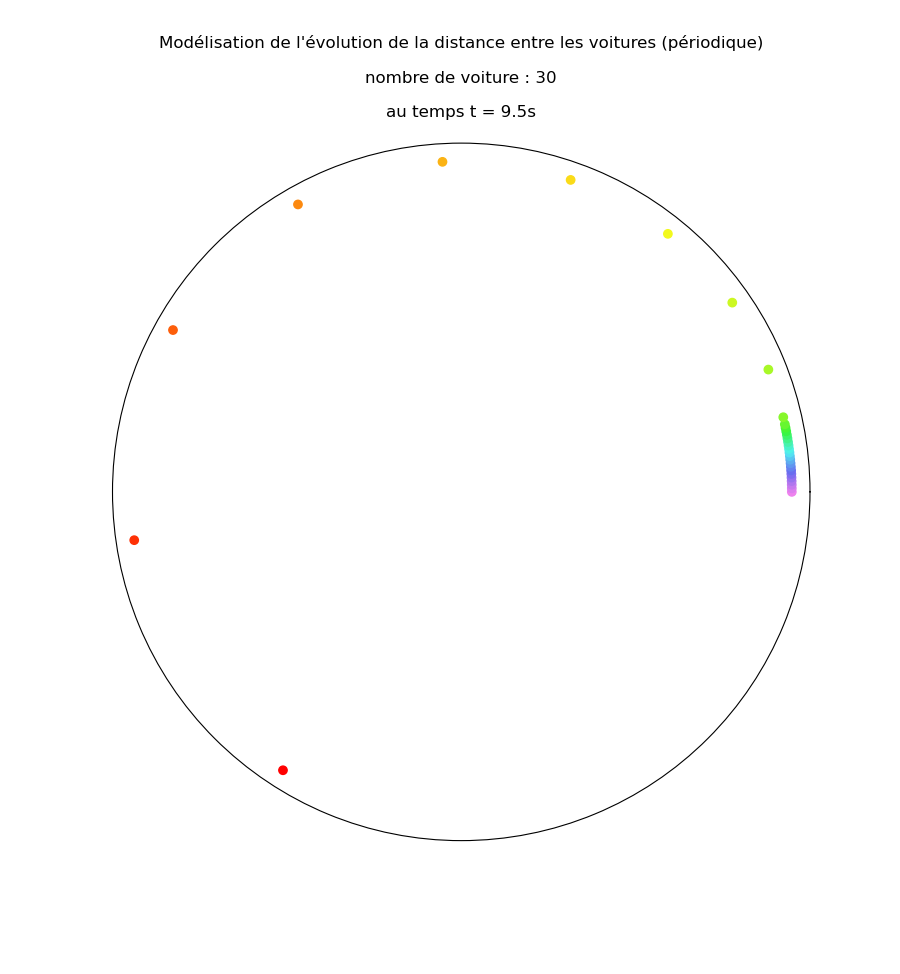 Modélisation de l'évolution de la distance entre les voitures (périodique)
nombre de voiture : 30
au temps t = 9.5s